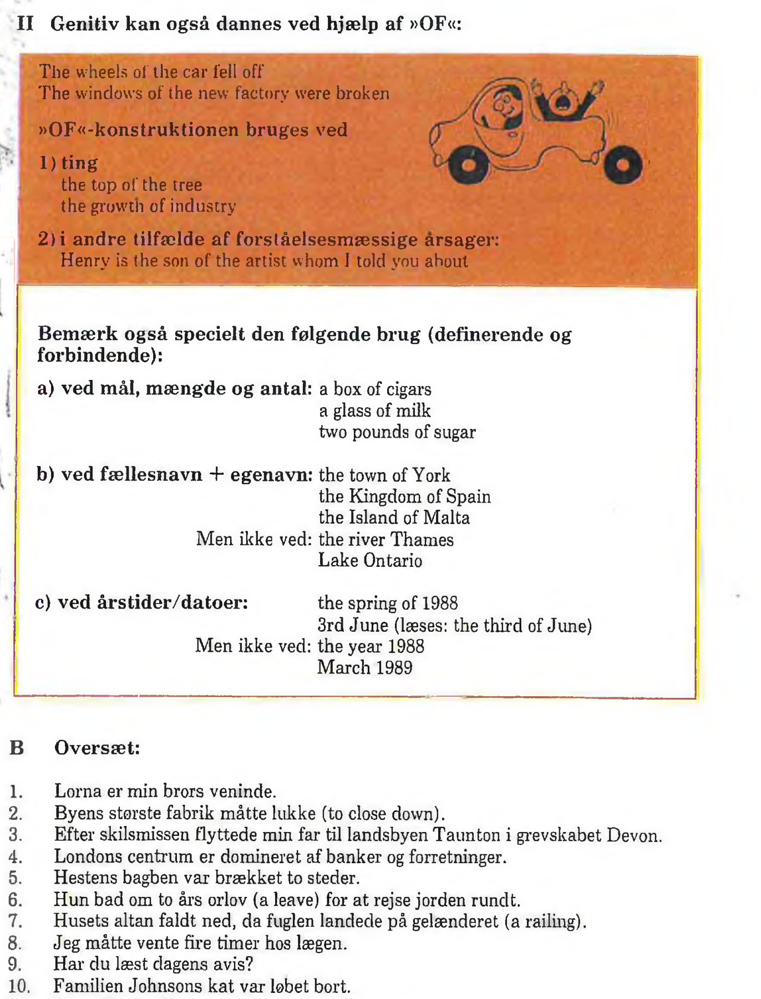 II Genitiv kan også dannes ved hjælp af »OF«:
The wheels of the car fell off
The windows of the new factory were broken
»OF«-konstruktionen bruges ved
1) ting
the top of the tree
the growth of industry
2) i andre tilfælde af forståelsesmæssige årsager:
Henry is the son of the artist whom I told you about
Bemærk også specielt den følgende brug (definerende og
forbindende):
a) ved mål, mængde og antal: a box of cigars
a glass of milk
two pounds of sugar
b) ved fællesnavn + egenavn: the town of York
the Kingdom of Spain
the Island of Malta
Men ikke ved: the river Thames
Lake Ontario
c) ved årstider/datoer: the spring of 1988
3rd June (læses: the third of June)
Men ikke ved: the year 1988
March 1989
B Oversæt:
1. Lorna er min brors veninde.
2. Byens største fabrik måtte lukke (to close down).
3. Efter skilsmissen flyttede min far til landsbyen Taunton i grevskabet Devon.
4. Londons centrum er domineret af banker og forretninger.
5. Hestens bagben var brækket to steder.
6. Hun bad om to års orlov (a leave) for at rejse jorden rundt.
7. Husets altan faldt ned, da fuglen landede på gelænderet (a railing).
8. Jeg måtte vente fire timer hos lægen.
9. Har du læst dagens avis?
10. Familien Johnsons kat var løbet bort.